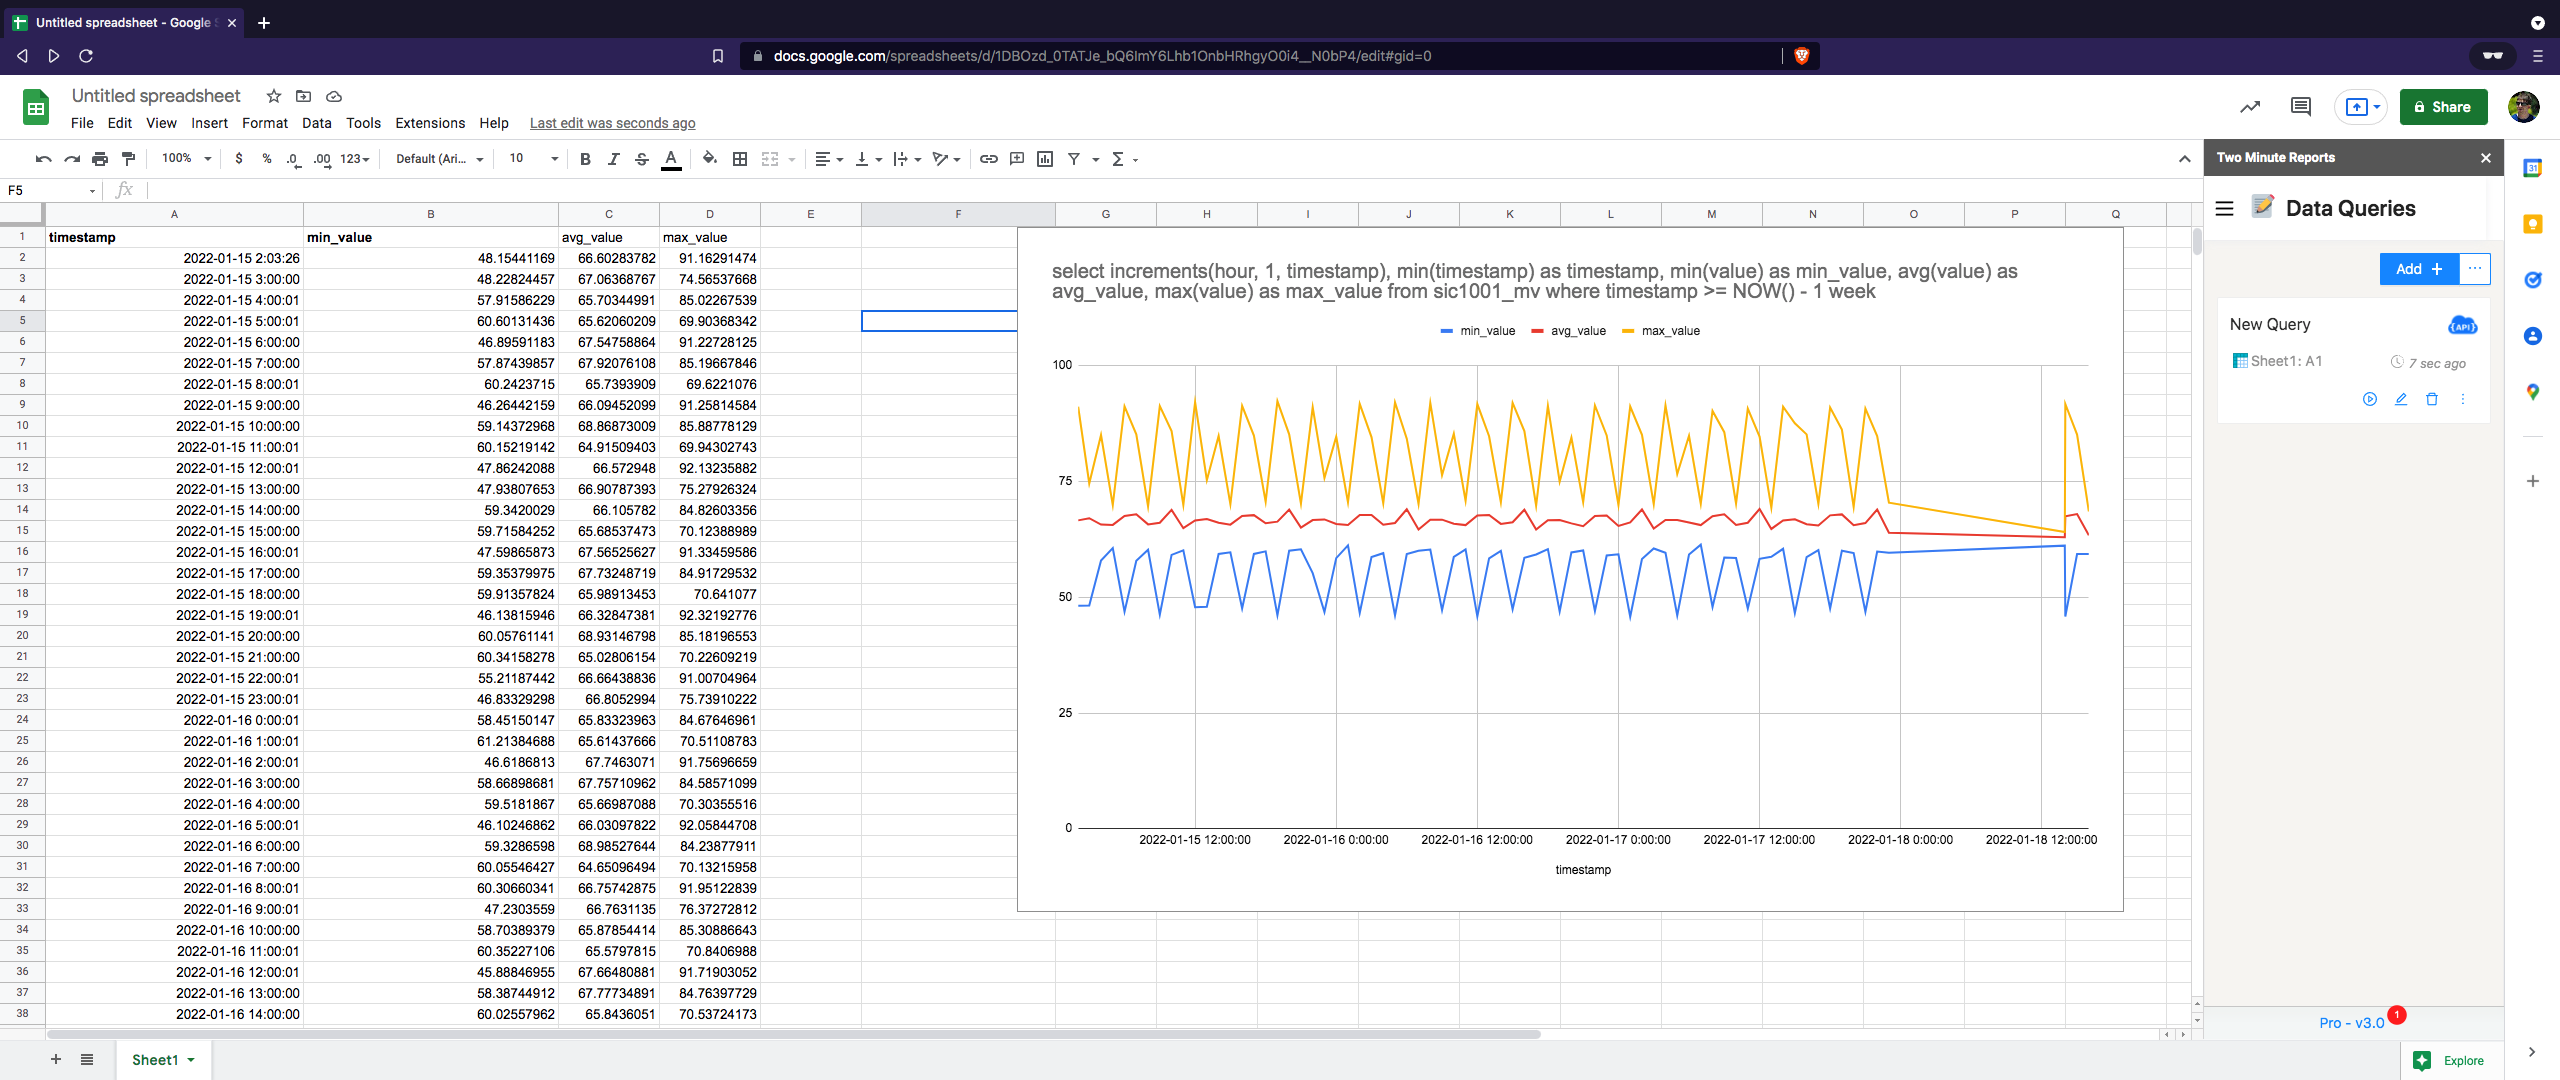 Untitled spreadsheet - Google S
docs.google.com/spreadsheets/d/1DBOzd_0TATJe_bQ6ImY6Lhb1OnbHRhgyO0i4__N0bP4/edit#gid=0
Untitled spreadsheet
File Edit View Insert Format Data Tools Extensions Help Last edit was seconds ago
Share
100% $ % .0 .00 123 Default (Ari... 10 B I S A
F5 fx
A B C D E F G H I J K L M N O P Q
1 timestamp min_value avg_value max_value
2 2022-01-15 2:03:26 48.15441169 66.60283782 91.16291474
3 2022-01-15 3:00:00 48.22824457 67.06368767 74.56537668
4 2022-01-15 4:00:01 57.91586229 65.70344991 85.02267539
5 2022-01-15 5:00:01 60.60131436 65.62060209 69.90368342
6 2022-01-15 6:00:00 46.89591183 67.54758864 91.22728125
7 2022-01-15 7:00:00 57.87439857 67.92076108 85.19667846
8 2022-01-15 8:00:01 60.2423715 65.7393909 69.6221076
9 2022-01-15 9:00:00 46.26442159 66.09452099 91.25814584
10 2022-01-15 10:00:00 59.14372968 68.86873009 85.88778129
11 2022-01-15 11:00:01 60.15219142 64.91509403 69.94302743
12 2022-01-15 12:00:01 47.86242088 66.572948 92.13235882
13 2022-01-15 13:00:00 47.93807653 66.90787393 75.27926324
14 2022-01-15 14:00:00 59.3420029 66.105782 84.82603356
15 2022-01-15 15:00:00 59.71584252 65.68537473 70.12388989
16 2022-01-15 16:00:01 47.59865873 67.56525627 91.33459586
17 2022-01-15 17:00:00 59.35379975 67.73248719 84.91729532
18 2022-01-15 18:00:00 59.91357824 65.98913453 70.641077
19 2022-01-15 19:00:01 46.13815946 66.32847381 92.32192776
20 2022-01-15 20:00:00 60.05761141 68.93146798 85.18196553
21 2022-01-15 21:00:00 60.34158278 65.02806154 70.22609219
22 2022-01-15 22:00:01 55.21187442 66.66438836 91.00704964
23 2022-01-15 23:00:01 46.83329298 66.8052994 75.73910222
24 2022-01-16 0:00:01 58.45150147 65.83323963 84.67646961
25 2022-01-16 1:00:01 61.21384688 65.61437666 70.51108783
26 2022-01-16 2:00:01 46.6186813 67.7463071 91.75696659
27 2022-01-16 3:00:00 58.66898681 67.75710962 84.58571099
28 2022-01-16 4:00:00 59.5181867 65.66987088 70.30355516
29 2022-01-16 5:00:01 46.10246862 66.03097822 92.05844708
30 2022-01-16 6:00:00 59.3286598 68.98527644 84.23877911
31 2022-01-16 7:00:00 60.05546427 64.65096494 70.13215958
32 2022-01-16 8:00:01 60.30660341 66.75742875 91.95122839
33 2022-01-16 9:00:01 47.2303559 66.7631135 76.37272812
34 2022-01-16 10:00:00 58.70389379 65.87854414 85.30886643
35 2022-01-16 11:00:01 60.35227106 65.5797815 70.8406988
36 2022-01-16 12:00:01 45.88846955 67.66480881 91.71903052
37 2022-01-16 13:00:00 58.38744912 67.77734891 84.76397729
38 2022-01-16 14:00:00 60.02557962 65.8436051 70.53724173
select increments(hour, 1, timestamp), min(timestamp) as timestamp, min(value) as min_value, avg(value) as
avg_value, max(value) as max_value from sic1001_mv where timestamp >= NOW() - 1 week
min_value avg_value max_value
100
75
50
25
0
2022-01-15 12:00:00 2022-01-16 0:00:00 2022-01-16 12:00:00 2022-01-17 0:00:00 2022-01-17 12:00:00 2022-01-18 0:00:00 2022-01-18 12:00:00
timestamp
Two Minute Reports
Data Queries
Add + ...
New Query
{API}
Sheet1: A1 7 sec ago
Pro - v3.0 1
31
Sheet1
Explore